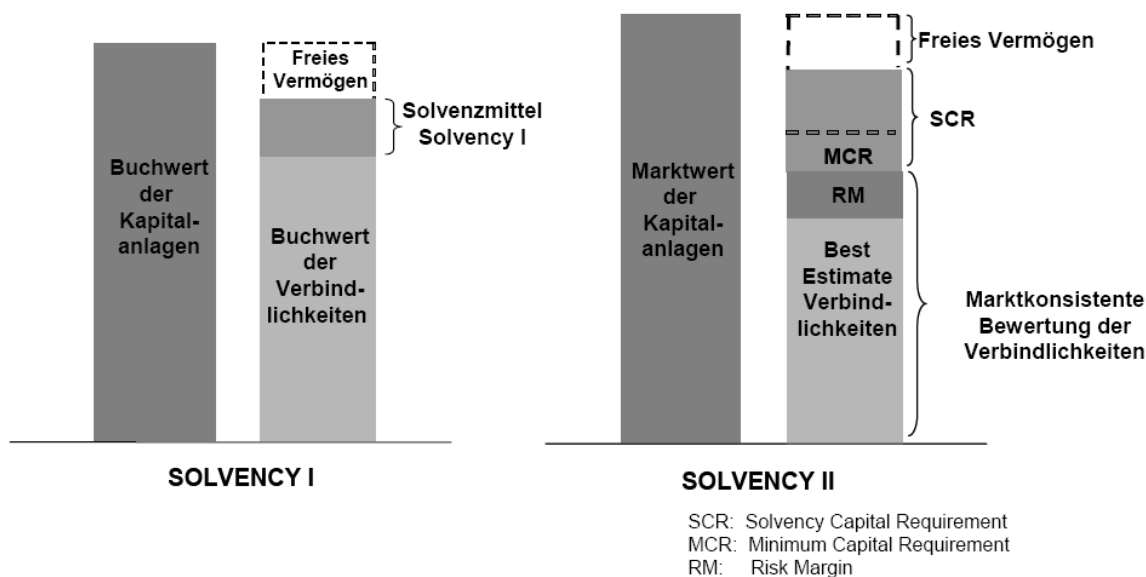 Buchwert
der
Kapital-
anlagen
Freies
Vermögen
Solvenzmittel
Solvency I
Buchwert
der
Verbind-
lichkeiten
SOLVENCY I
Marktwert
der
Kapital-
anlagen
Freies Vermögen
SCR
MCR
RM
Best
Estimate
Verbind-
lichkeiten
Marktkonsistente
Bewertung der
Verbindlichkeiten
SOLVENCY II
SCR: Solvency Capital Requirement
MCR: Minimum Capital Requirement
RM: Risk Margin